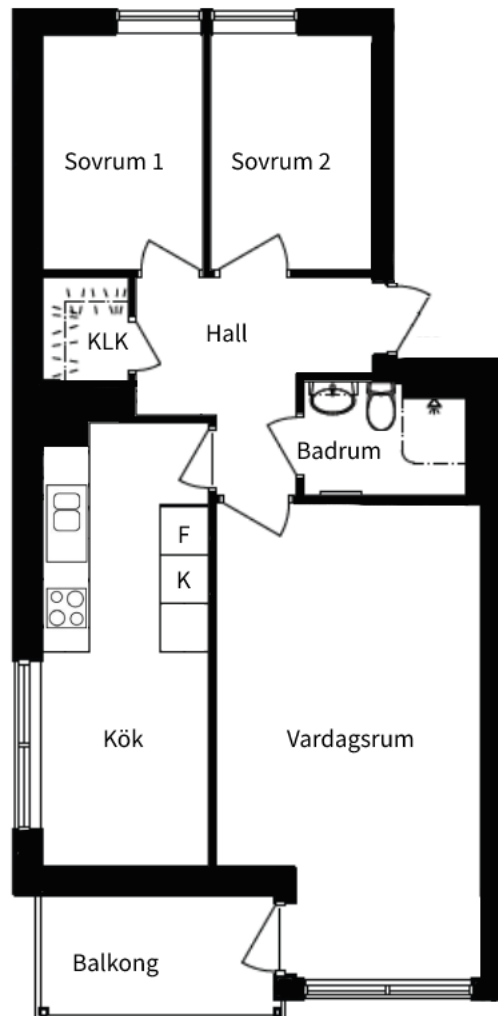 Sovrum 1
Sovrum 2
KLK
Hall
Badrum
F
K
Kök
Vardagsrum
Balkong